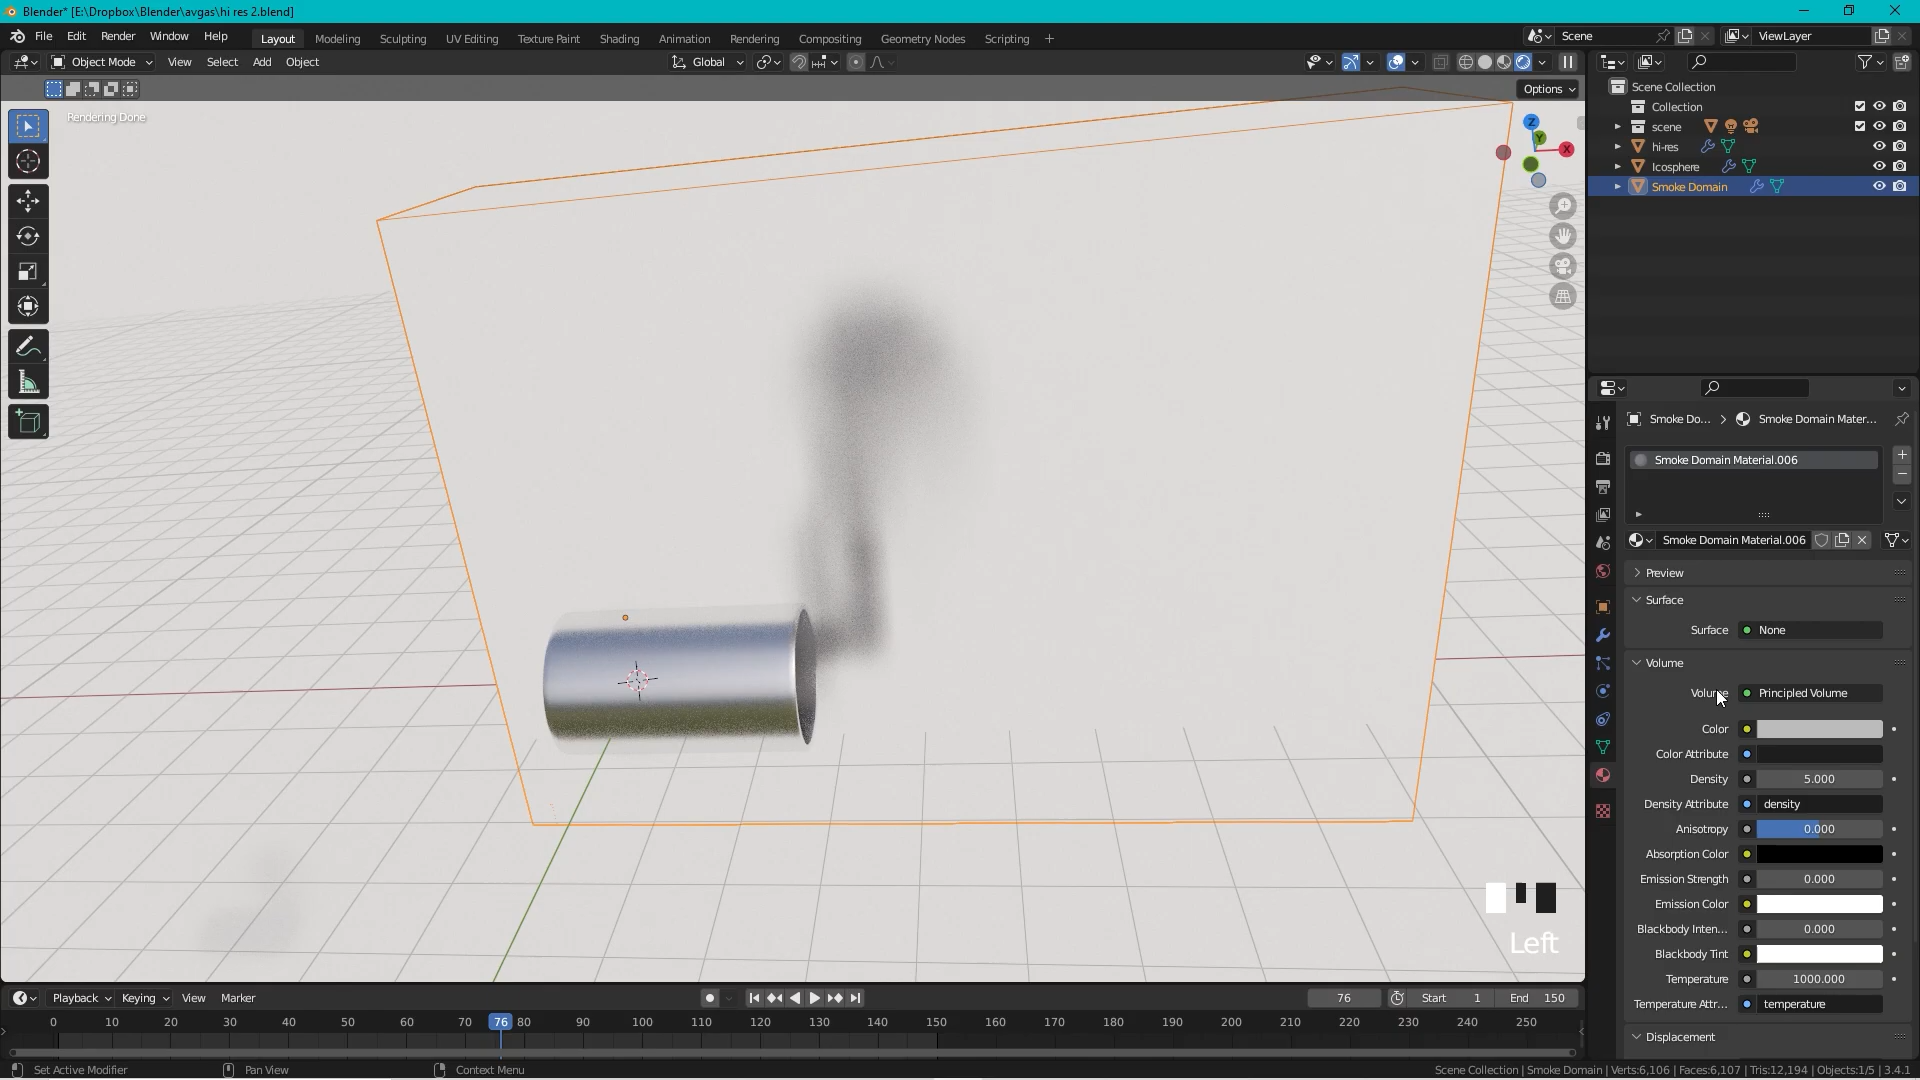 Blender* [E:\Dropbox\Blender\avgas\hi res 2.blend]
File Edit Render Window Help Layout Modeling Sculpting UV Editing Texture Paint Shading Animation Rendering Compositing Geometry Nodes Scripting + Scene ViewLayer
Object Mode View Select Add Object Global
Options
Rendering Done
Z
Y
X
Scene Collection
Collection
scene
hi-res
Icosphere
Smoke Domain
Smoke Do... Smoke Domain Mater...
Smoke Domain Material.006
Smoke Domain Material.006
Preview
Surface
Surface None
Volume
Volume Principled Volume
Color
Color Attribute
Density 5.000
Density Attribute density
Anisotropy 0.000
Absorption Color
Emission Strength 0.000
Emission Color
Blackbody Inten... 0.000
Blackbody Tint
Temperature 1000.000
Temperature Attr... temperature
Displacement
Left
Playback Keying View Marker 76 Start 1 End 150
0 10 20 30 40 50 60 70 76 80 90 100 110 120 130 140 150 160 170 180 190 200 210 220 230 240 250
Set Active Modifier Pan View Context Menu Scene Collection | Smoke Domain | Verts:6,106 | Faces:6,107 | Tris:12,194 | Objects:1/5 | 3.4.1